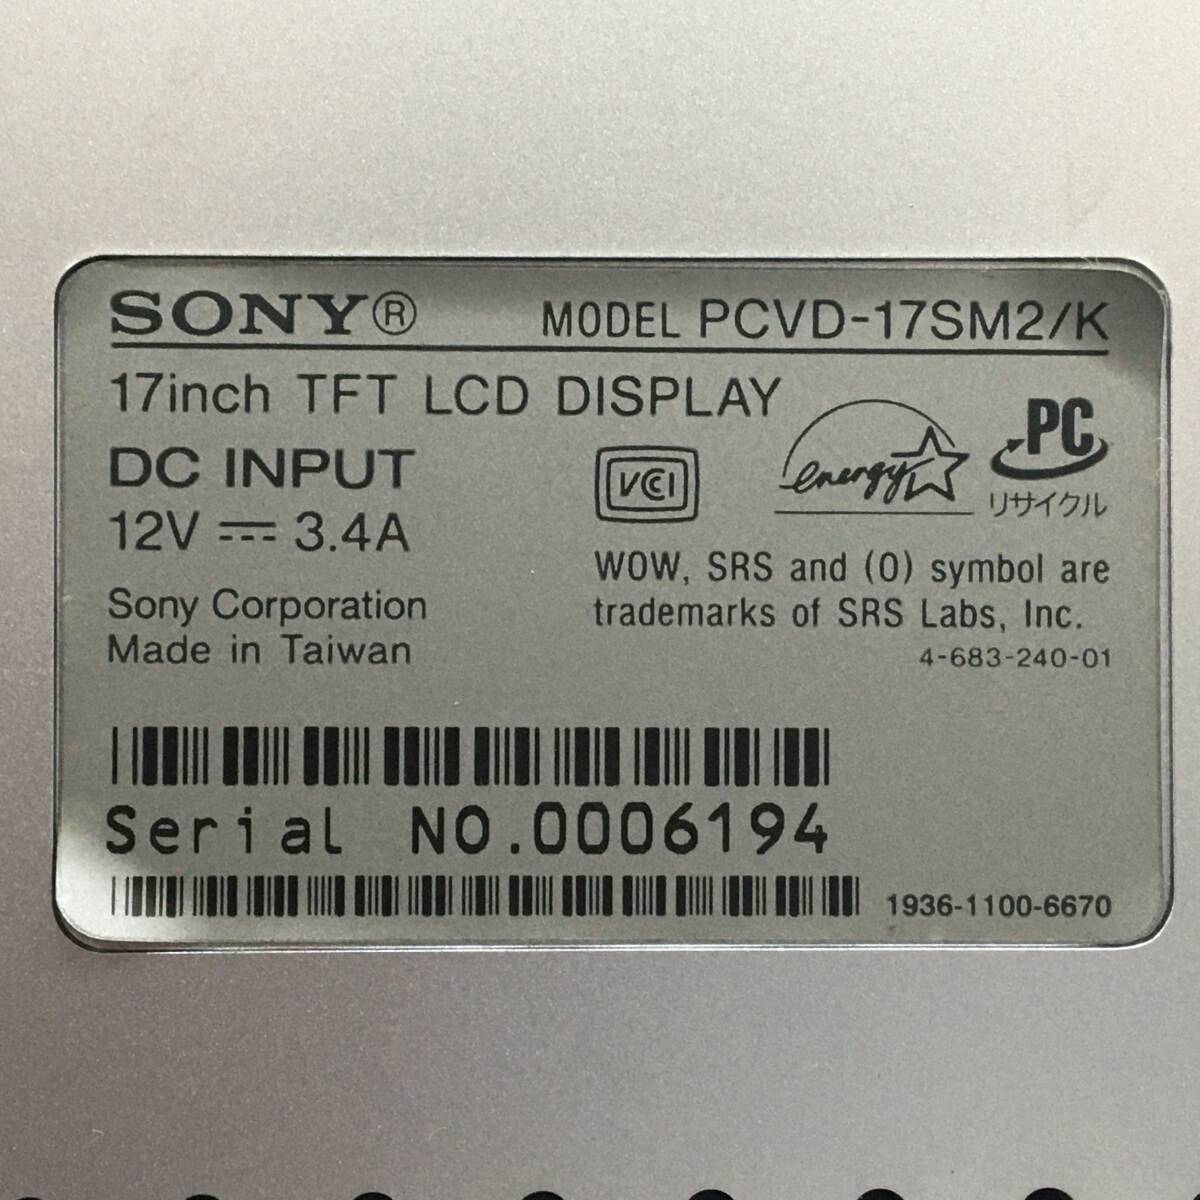 SONY® MODEL PCVD-17SM2/K
17inch TFT LCD DISPLAY
DC INPUT
12V ⎓ 3.4A
VCCI
energy
PC
リサイクル
Sony Corporation
Made in Taiwan
WOW, SRS and (O) symbol are
trademarks of SRS Labs, Inc.
4-683-240-01
Serial NO.0006194
1936-1100-6670